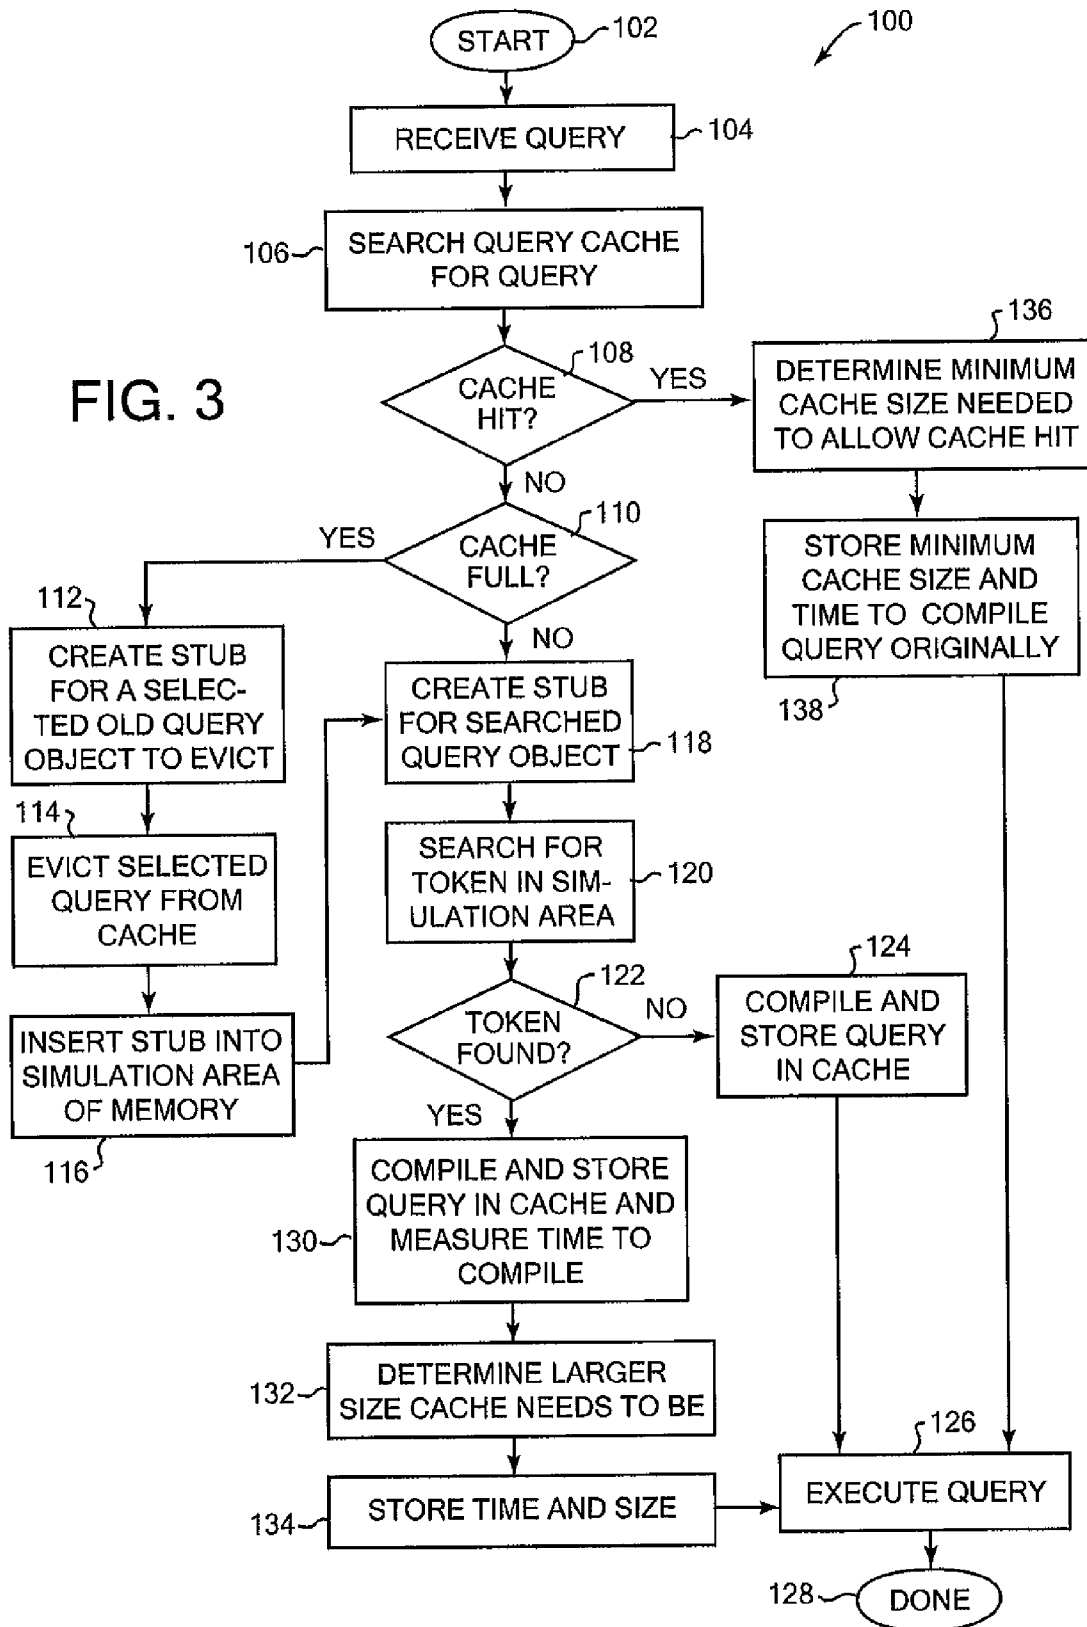 START
102
100
RECEIVE QUERY
104
106
SEARCH QUERY CACHE
FOR QUERY
FIG. 3
108
CACHE
HIT?
YES
136
DETERMINE MINIMUM
CACHE SIZE NEEDED
TO ALLOW CACHE HIT
NO
110
CACHE
FULL?
YES
STORE MINIMUM
CACHE SIZE AND
TIME TO COMPILE
QUERY ORIGINALLY
138
112
CREATE STUB
FOR A SELEC-
TED OLD QUERY
OBJECT TO EVICT
NO
CREATE STUB
FOR SEARCHED
QUERY OBJECT
118
114
EVICT SELECTED
QUERY FROM
CACHE
SEARCH FOR
TOKEN IN SIM-
ULATION AREA
120
INSERT STUB INTO
SIMULATION AREA
OF MEMORY
116
122
TOKEN
FOUND?
NO
124
COMPILE AND
STORE QUERY
IN CACHE
YES
COMPILE AND STORE
QUERY IN CACHE AND
MEASURE TIME TO
COMPILE
130
DETERMINE LARGER
SIZE CACHE NEEDS TO BE
132
STORE TIME AND SIZE
134
126
EXECUTE QUERY
128
DONE